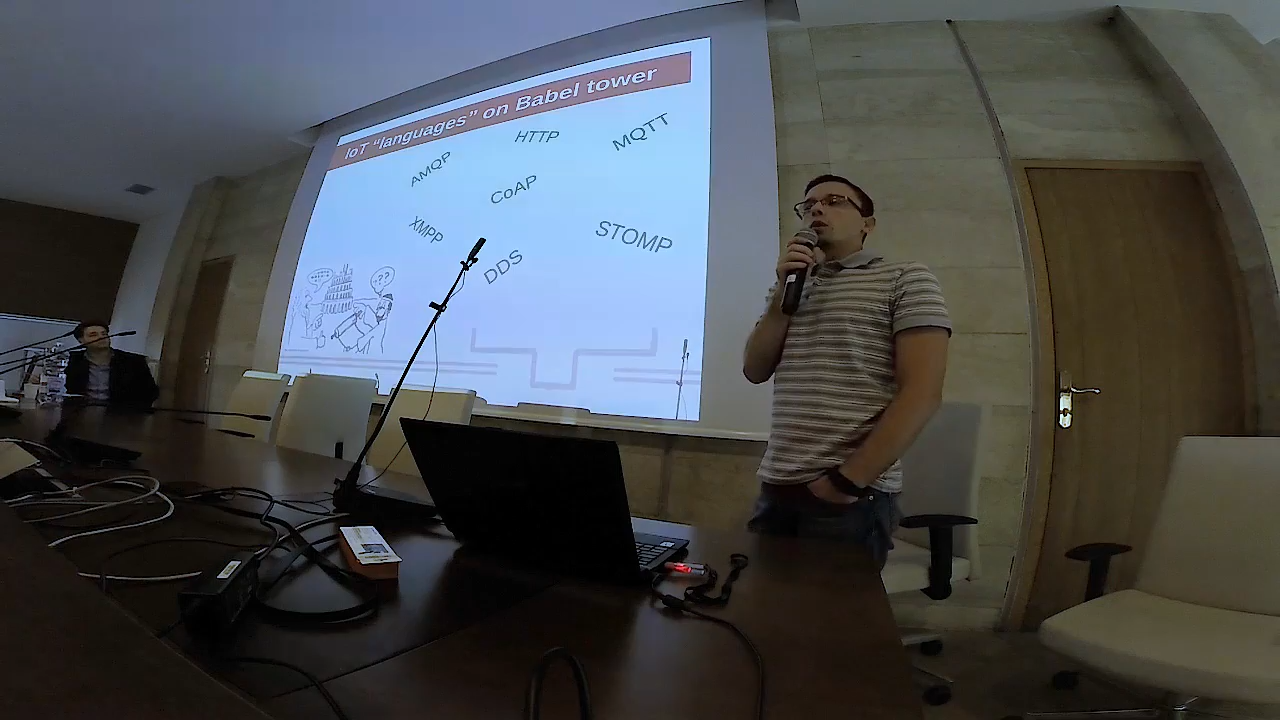 IoT “languages” on Babel tower
HTTP
MQTT
AMQP
CoAP
XMPP
STOMP
DDS
??